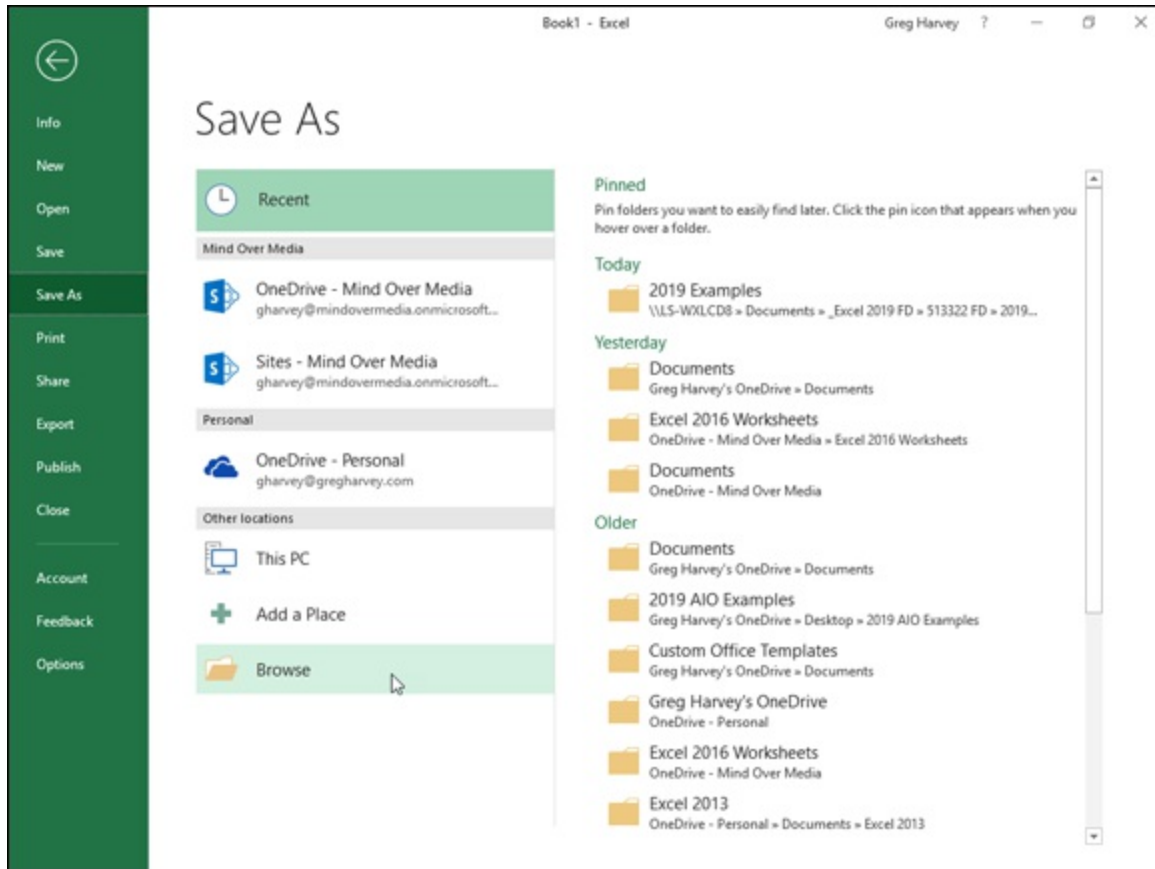 Book1 - Excel
Greg Harvey ?
Info
New
Open
Save
Save As
Print
Share
Export
Publish
Close
Account
Feedback
Options
Save As
Recent
Mind Over Media
OneDrive - Mind Over Media
gharvey@mindovermedia.onmicrosoft...
Sites - Mind Over Media
gharvey@mindovermedia.onmicrosoft...
Personal
OneDrive - Personal
gharvey@gregharvey.com
Other locations
This PC
Add a Place
Browse
Pinned
Pin folders you want to easily find later. Click the pin icon that appears when you
hover over a folder.
Today
2019 Examples
\\LS-WXLCD8 » Documents » _Excel 2019 FD » 513322 FD » 2019...
Yesterday
Documents
Greg Harvey's OneDrive » Documents
Excel 2016 Worksheets
OneDrive - Mind Over Media » Excel 2016 Worksheets
Documents
OneDrive - Mind Over Media
Older
Documents
Greg Harvey's OneDrive » Documents
2019 AIO Examples
Greg Harvey's OneDrive » Desktop » 2019 AIO Examples
Custom Office Templates
Greg Harvey's OneDrive » Documents
Greg Harvey's OneDrive
OneDrive - Personal
Excel 2016 Worksheets
OneDrive - Mind Over Media
Excel 2013
OneDrive - Personal » Documents » Excel 2013